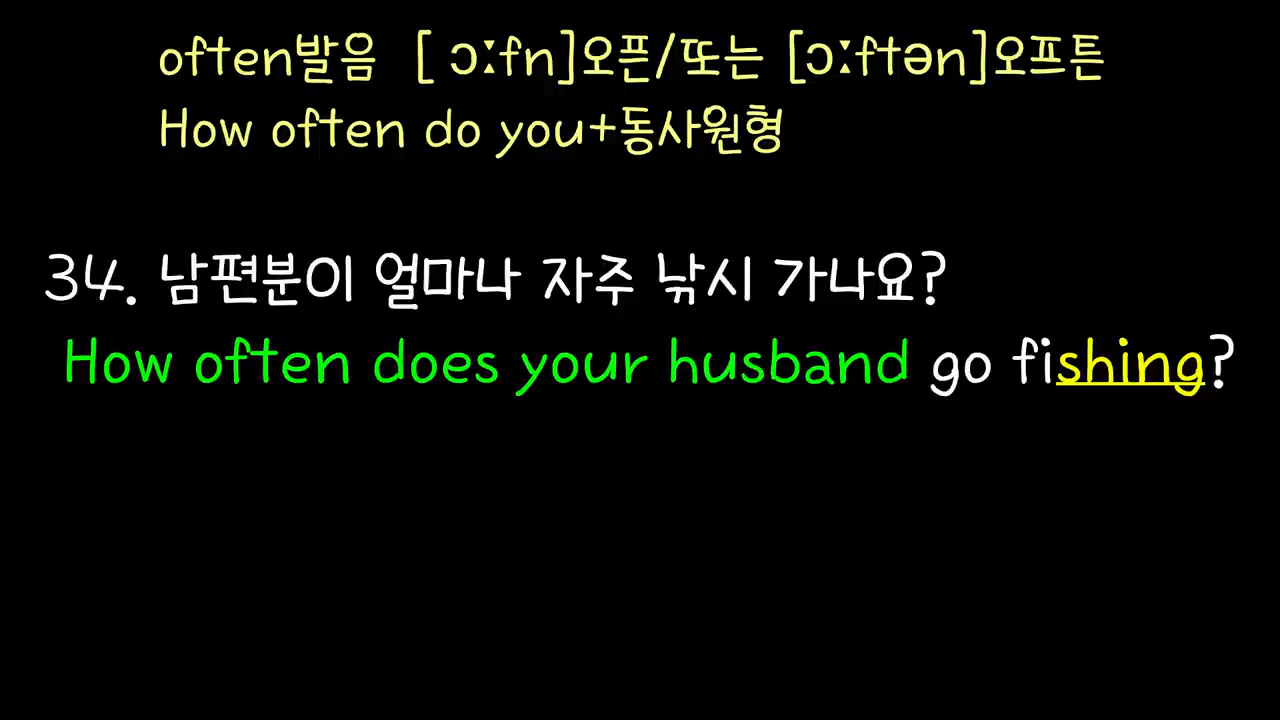 often발음 [ ɔːfn]오픈/또는 [ɔːftən]오프튼
How often do you+동사원형
34. 남편분이 얼마나 자주 낚시 가나요?
How often does your husband go fishing?